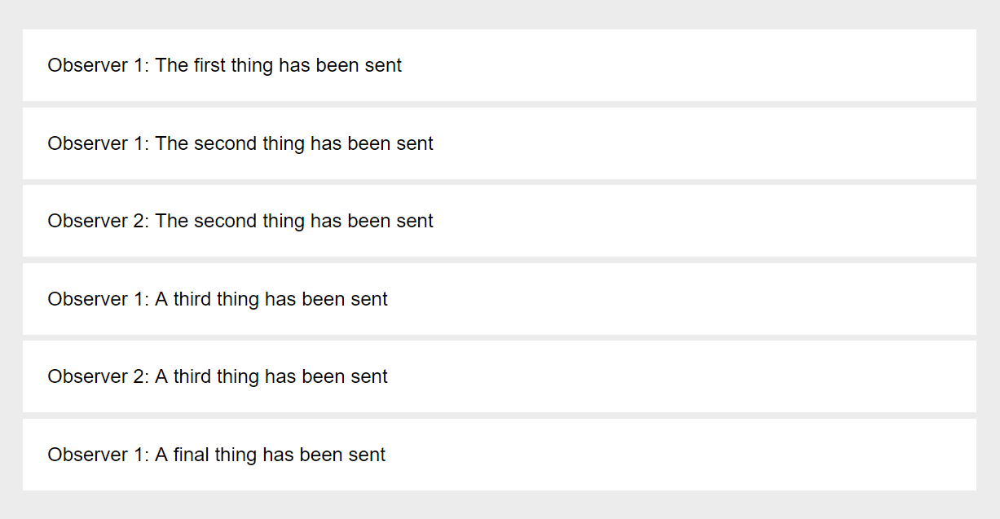 Observer 1: The first thing has been sent
Observer 1: The second thing has been sent
Observer 2: The second thing has been sent
Observer 1: A third thing has been sent
Observer 2: A third thing has been sent
Observer 1: A final thing has been sent